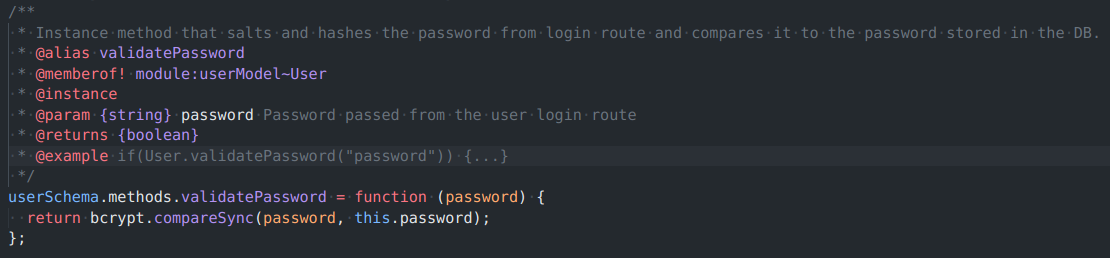 /**
 * Instance method that salts and hashes the password from login route and compares it to the password stored in the DB.
 * @alias validatePassword
 * @memberof! module:userModel~User
 * @instance
 * @param {string} password Password passed from the user login route
 * @returns {boolean}
 * @example if(User.validatePassword("password")) {...}
 */
userSchema.methods.validatePassword = function (password) {
  return bcrypt.compareSync(password, this.password);
};